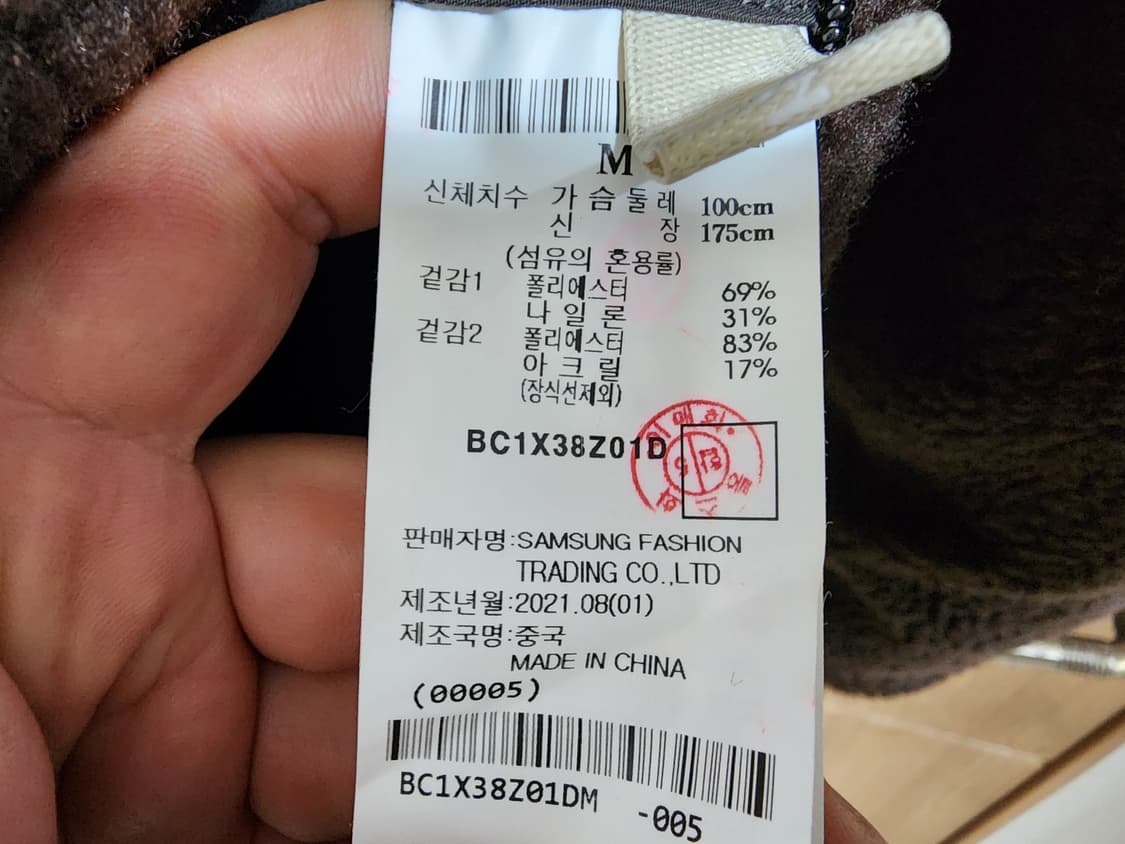 M
신체치수 가슴둘레 100cm
신장 175cm
(섬유의 혼용률)
겉감1 폴리에스터 69%
나일론 31%
겉감2 폴리에스터 83%
아크릴 17%
(장식선제외)
BC1X38Z01D
판매자명:SAMSUNG FASHION
TRADING CO.,LTD
제조년월:2021.08(01)
제조국명:중국
MADE IN CHINA
(00005)
BC1X38Z01DM -005